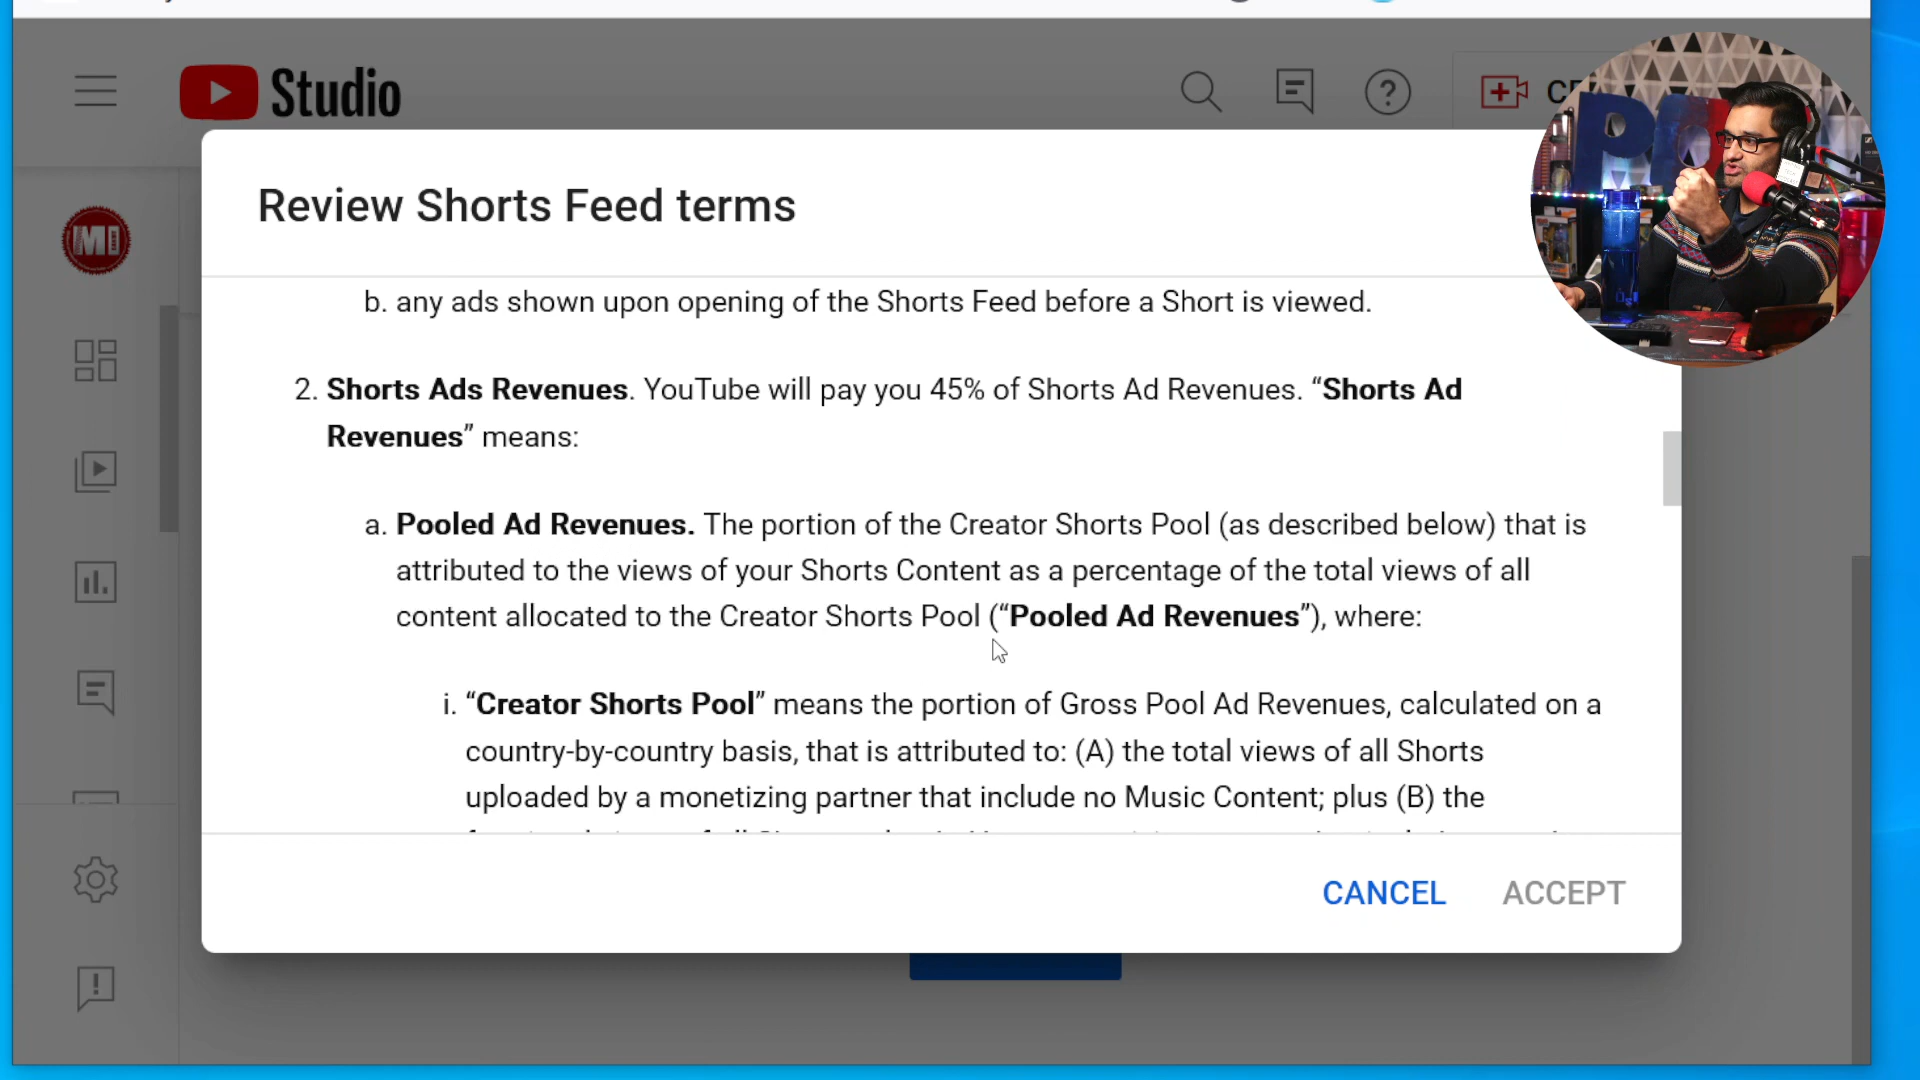 Studio
Review Shorts Feed terms
b. any ads shown upon opening of the Shorts Feed before a Short is viewed.
2. Shorts Ads Revenues. YouTube will pay you 45% of Shorts Ad Revenues. “Shorts Ad
Revenues” means:
a. Pooled Ad Revenues. The portion of the Creator Shorts Pool (as described below) that is
attributed to the views of your Shorts Content as a percentage of the total views of all
content allocated to the Creator Shorts Pool (“Pooled Ad Revenues”), where:
i. “Creator Shorts Pool” means the portion of Gross Pool Ad Revenues, calculated on a
country-by-country basis, that is attributed to: (A) the total views of all Shorts
uploaded by a monetizing partner that include no Music Content; plus (B) the
CANCEL ACCEPT